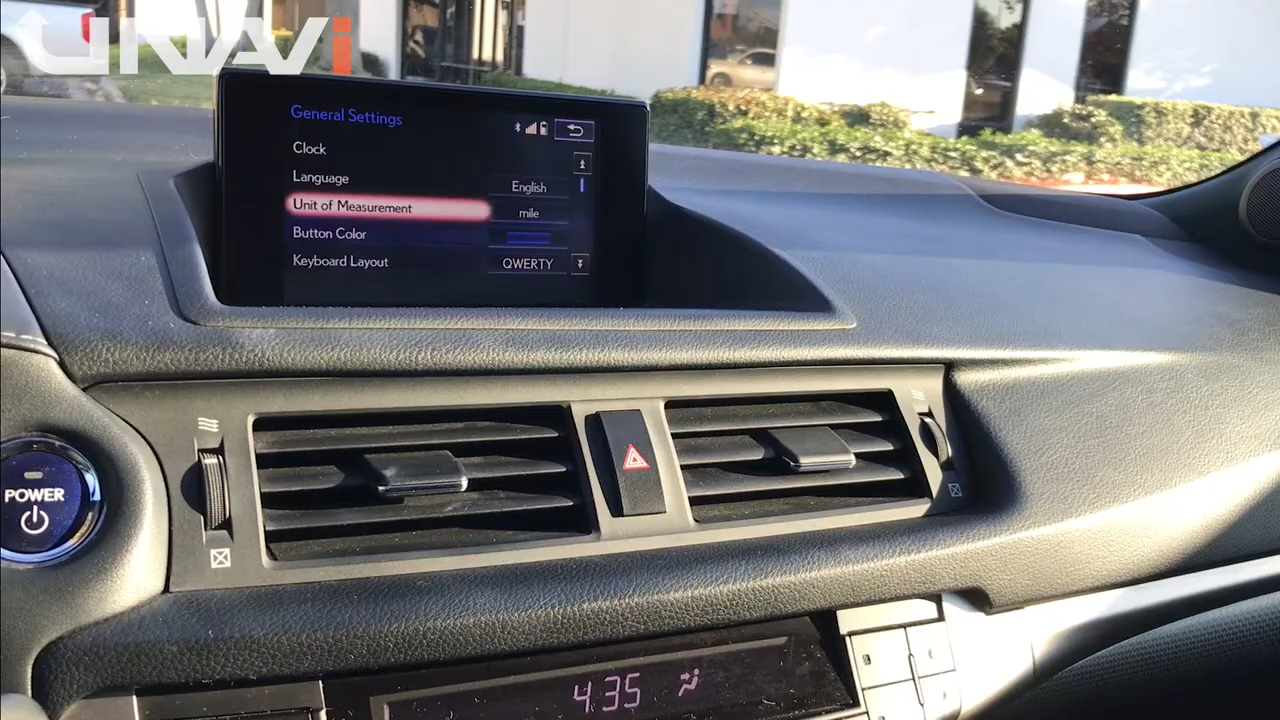 UNAVi
General Settings
Clock
Language
English
Unit of Measurement
mile
Button Color
Keyboard Layout
QWERTY
POWER
4:35